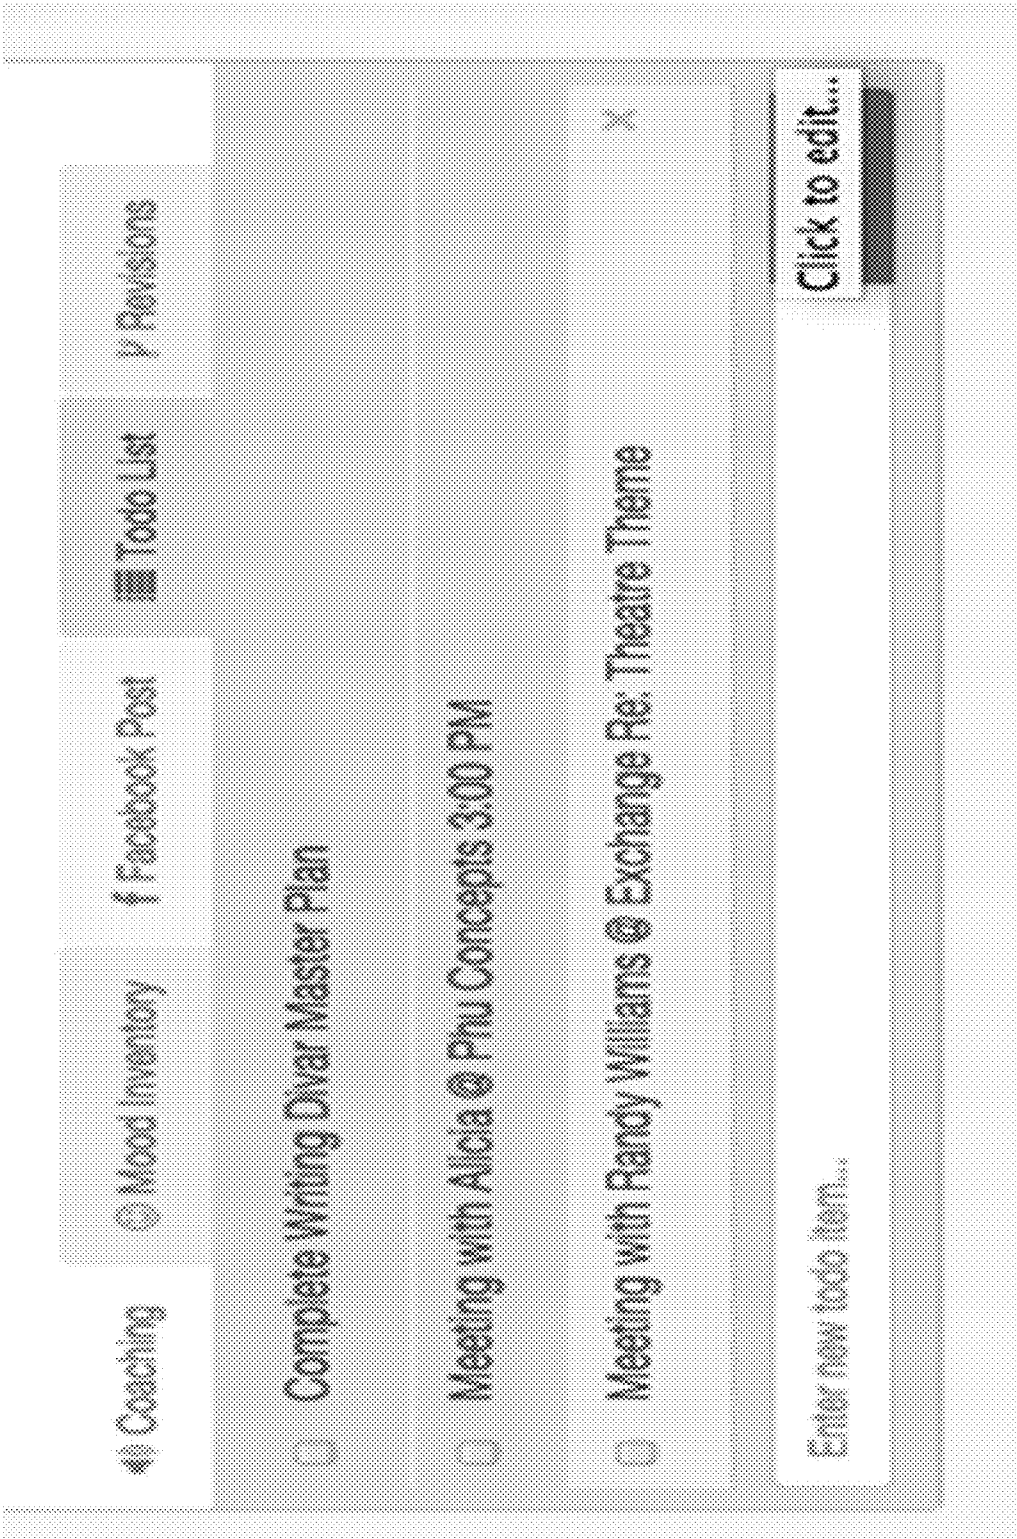 Coaching Mood Inventory Facebook Post Todo List Revisions
Complete Writing Divar Master Plan
Meeting with Alicia @ Phu Concepts 3:00 PM
Meeting with Randy Williams @ Exchange Re: Theatre Theme X
Enter new todo item... Click to edit...